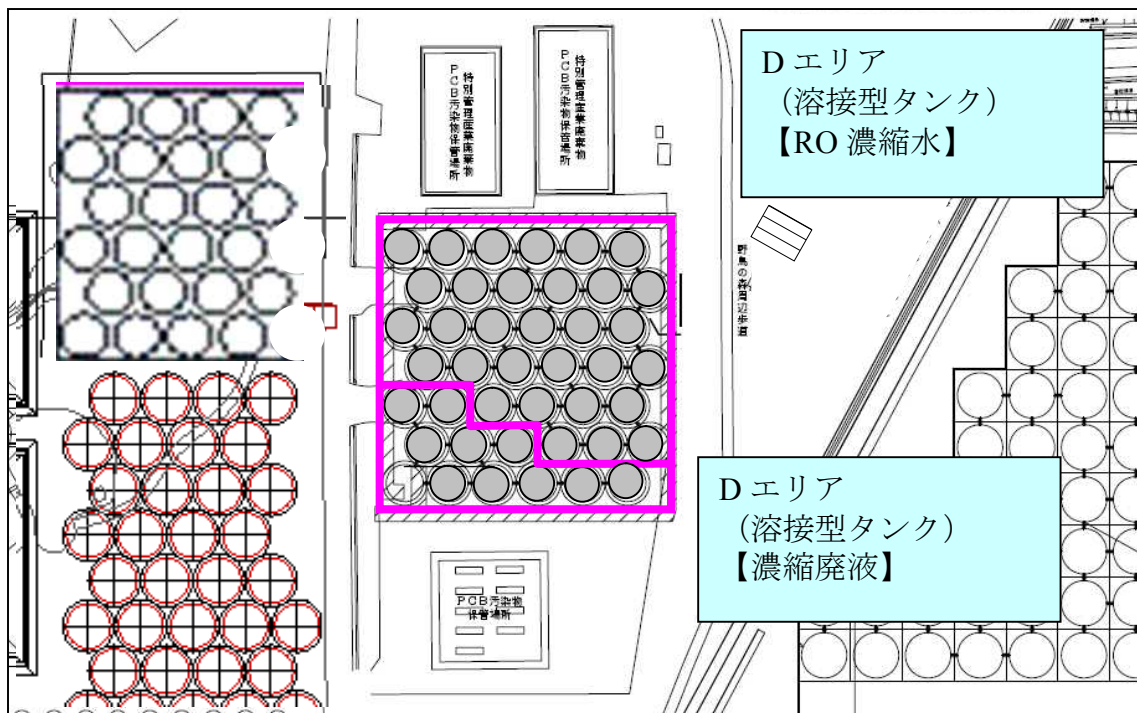 特別管理産業廃棄物
PCB汚染物保管場所
特別管理産業廃棄物
PCB汚染物保管場所
Dエリア
（溶接型タンク）
【RO濃縮水】
野鳥の森周辺歩道
Dエリア
（溶接型タンク）
【濃縮廃液】
PCB汚染物
保管場所